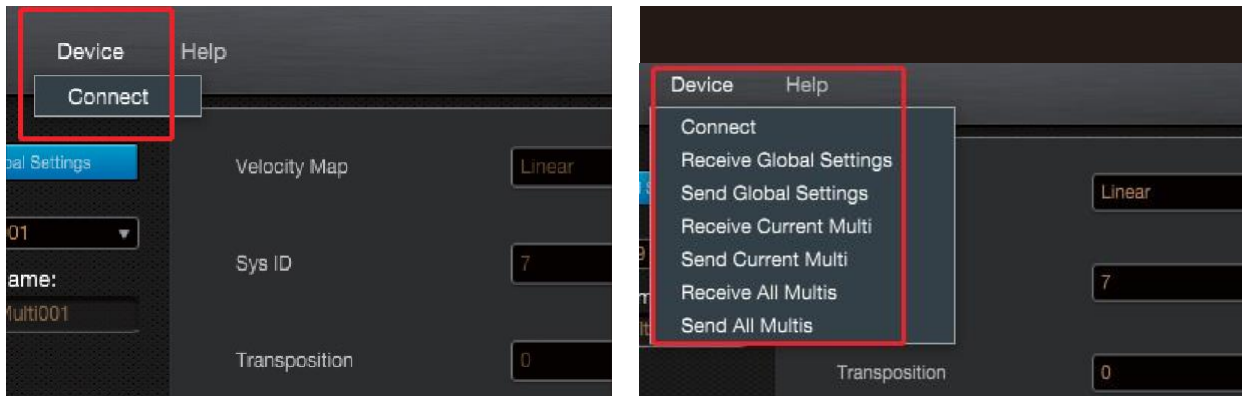 Device Help
Connect
bal Settings
Velocity Map Linear
01
Sys ID 7
ame:
Multi001
Transposition 0
Device Help
Connect
Receive Global Settings
Send Global Settings
Linear
Receive Current Multi
Send Current Multi
7
Receive All Multis
Send All Multis
Transposition 0